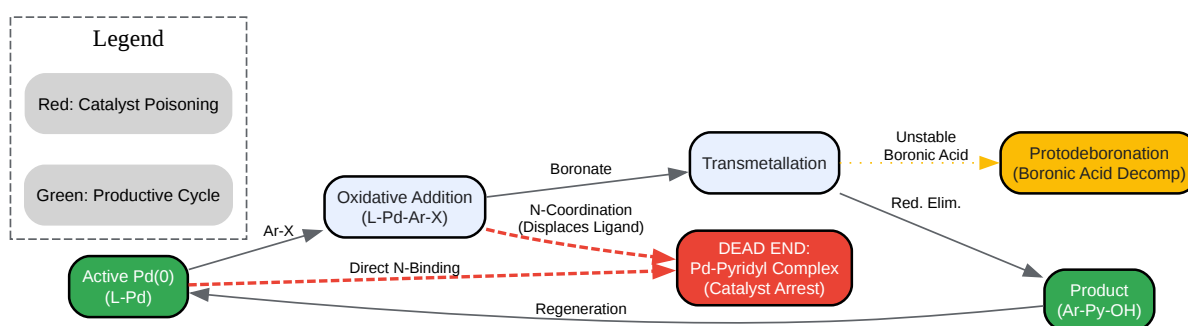 Legend
Red: Catalyst Poisoning
Green: Productive Cycle
Active Pd(0)
(L-Pd)
Ar-X
Oxidative Addition
(L-Pd-Ar-X)
Boronate
Transmetallation
Unstable
Boronic Acid
Protodeboronation
(Boronic Acid Decomp)
N-Coordination
(Displaces Ligand)
Direct N-Binding
DEAD END:
Pd-Pyridyl Complex
(Catalyst Arrest)
Red. Elim.
Product
(Ar-Py-OH)
Regeneration